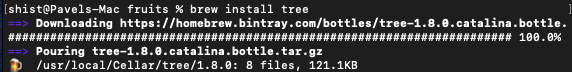 [shist@Pavels-Mac fruits % brew install tree
==> Downloading https://homebrew.bintray.com/bottles/tree-1.8.0.catalina.bottle.
######################################################################## 100.0%
==> Pouring tree-1.8.0.catalina.bottle.tar.gz
🍺  /usr/local/Cellar/tree/1.8.0: 8 files, 121.1KB